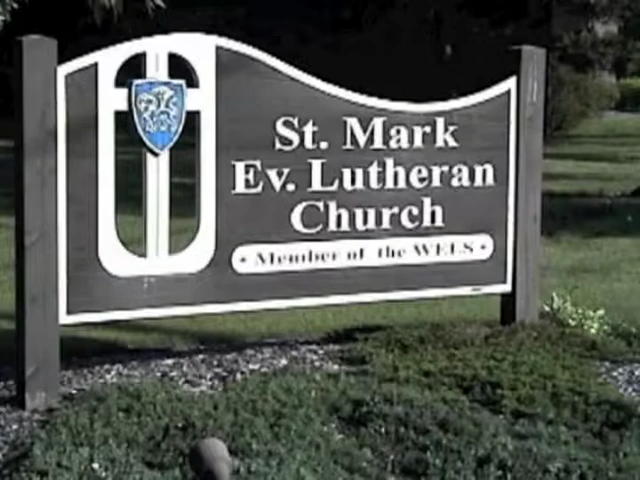 St. Mark
Ev. Lutheran
Church
• Member of the WELS •